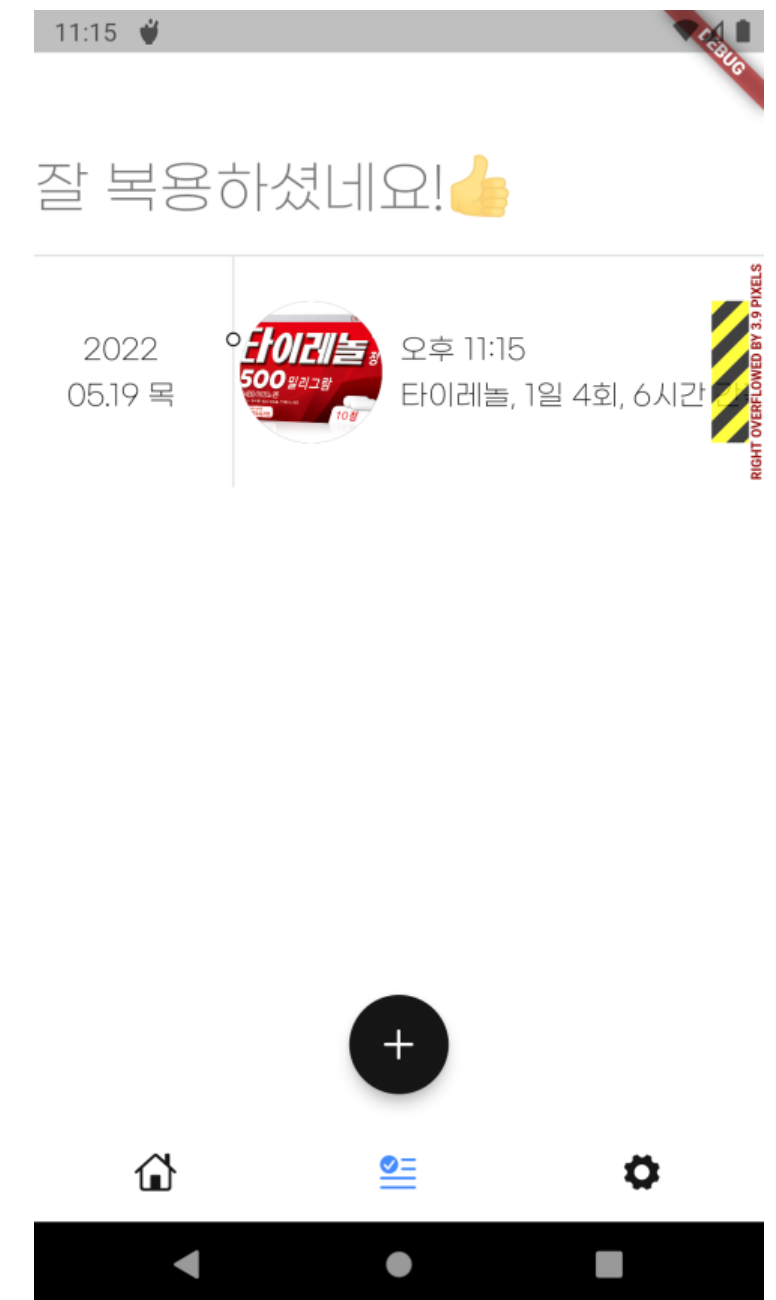 11:15
DEBUG
잘 복용하셨네요!👍
2022
05.19 목
타이레놀정
500 밀리그람
10정
오후 11:15
타이레놀, 1일 4회, 6시간
RIGHT OVERFLOWED BY 3.9 PIXELS